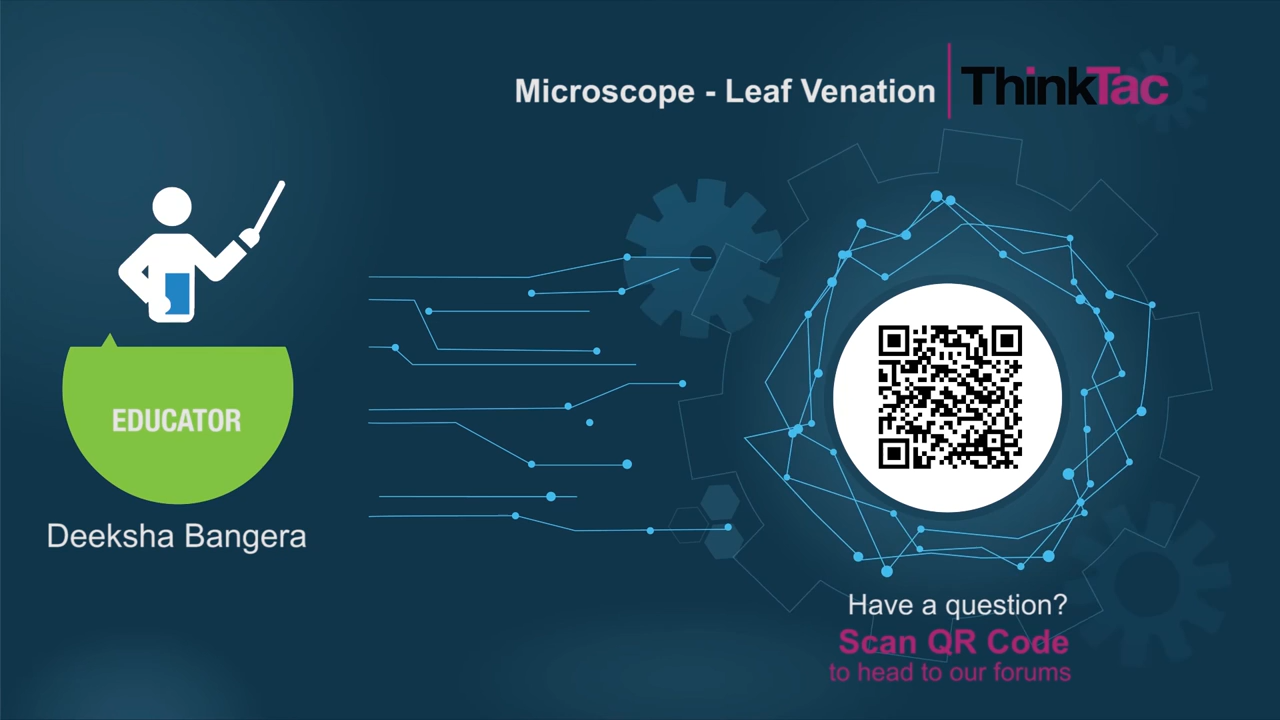 Microscope - Leaf Venation
ThinkTac
EDUCATOR
Deeksha Bangera
Have a question?
Scan QR Code
to head to our forums